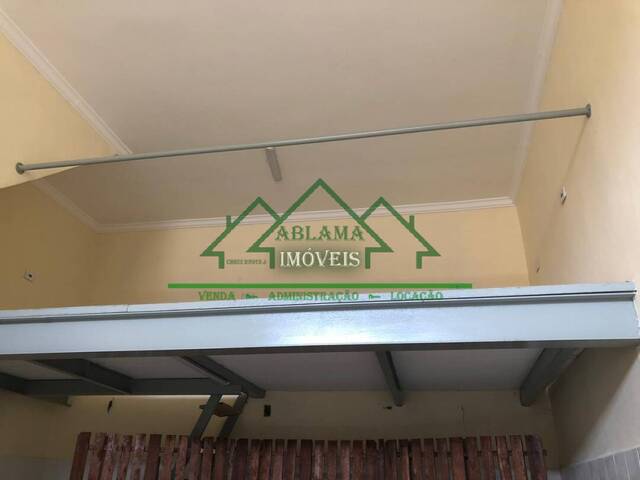 ABLAMA
IMÓVEIS
VENDA ADMINISTRAÇÃO LOCAÇÃO